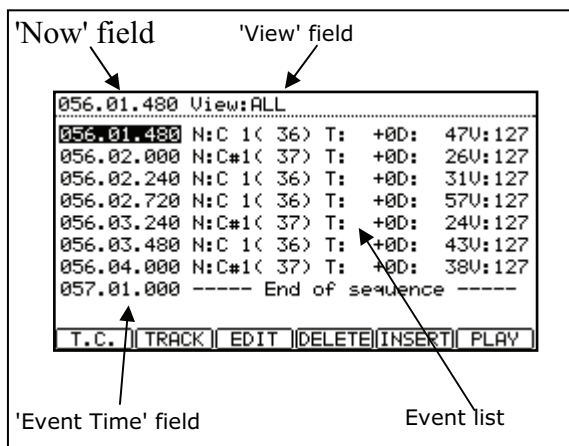 'Now' field
'View' field
056.01.480 View:ALL
056.01.480 N:C 1( 36) T: +0D: 47V:127
056.02.000 N:C#1( 37) T: +0D: 26V:127
056.02.240 N:C 1( 36) T: +0D: 31V:127
056.02.720 N:C 1( 36) T: +0D: 57V:127
056.03.240 N:C#1( 37) T: +0D: 24V:127
056.03.480 N:C 1( 36) T: +0D: 43V:127
056.04.000 N:C#1( 37) T: +0D: 38V:127
057.01.000 ----- End of sequence -----
T.C. TRACK EDIT DELETE INSERT PLAY
'Event Time' field
Event list